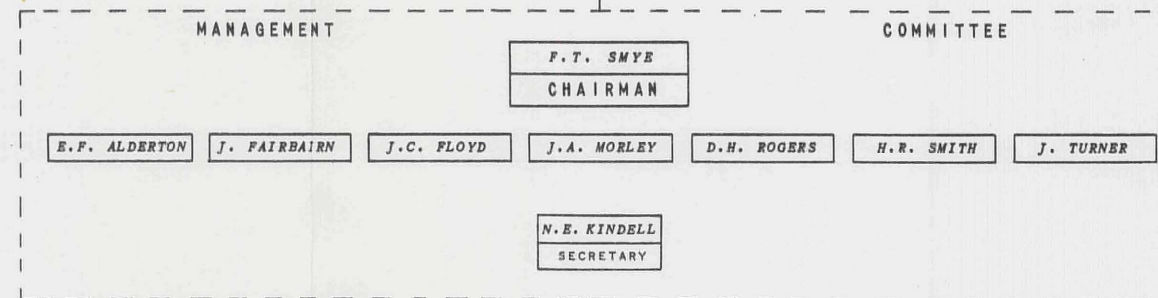 MANAGEMENT COMMITTEE
F.T. SMYE
CHAIRMAN
E.F. ALDERTON J. FAIRBAIRN J.C. FLOYD J.A. MORLEY D.H. ROGERS H.R. SMITH J. TURNER
N.E. KINDELL
SECRETARY